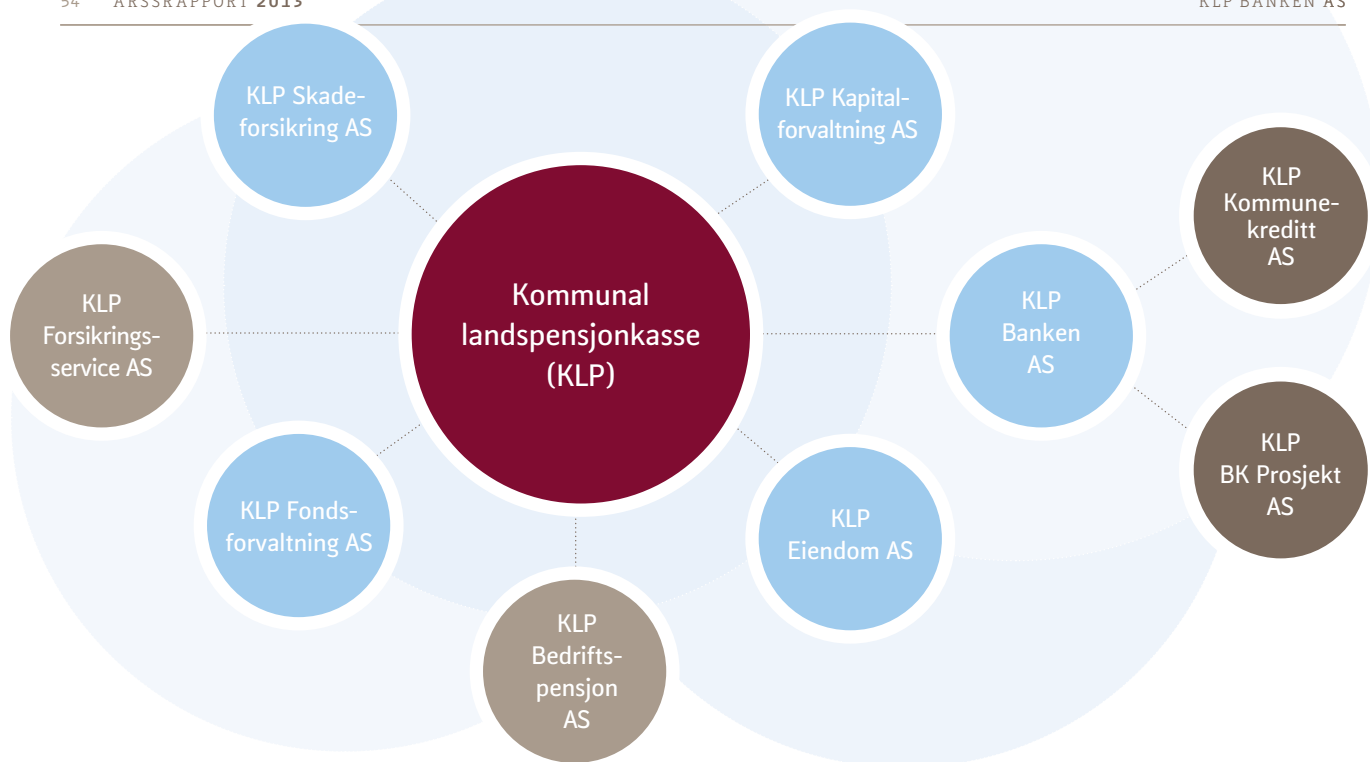 54 ÅRSSRAPPORT 2013 KLP BANKEN AS
KLP Skade-
forsikring AS
KLP Kapital-
forvaltning AS
KLP
Kommune-
kreditt
AS
KLP
Forsikrings-
service AS
Kommunal
landspensjonkasse
(KLP)
KLP
Banken
AS
KLP
BK Prosjekt
AS
KLP Fonds-
forvaltning AS
KLP
Eiendom AS
KLP
Bedrifts-
pensjon
AS